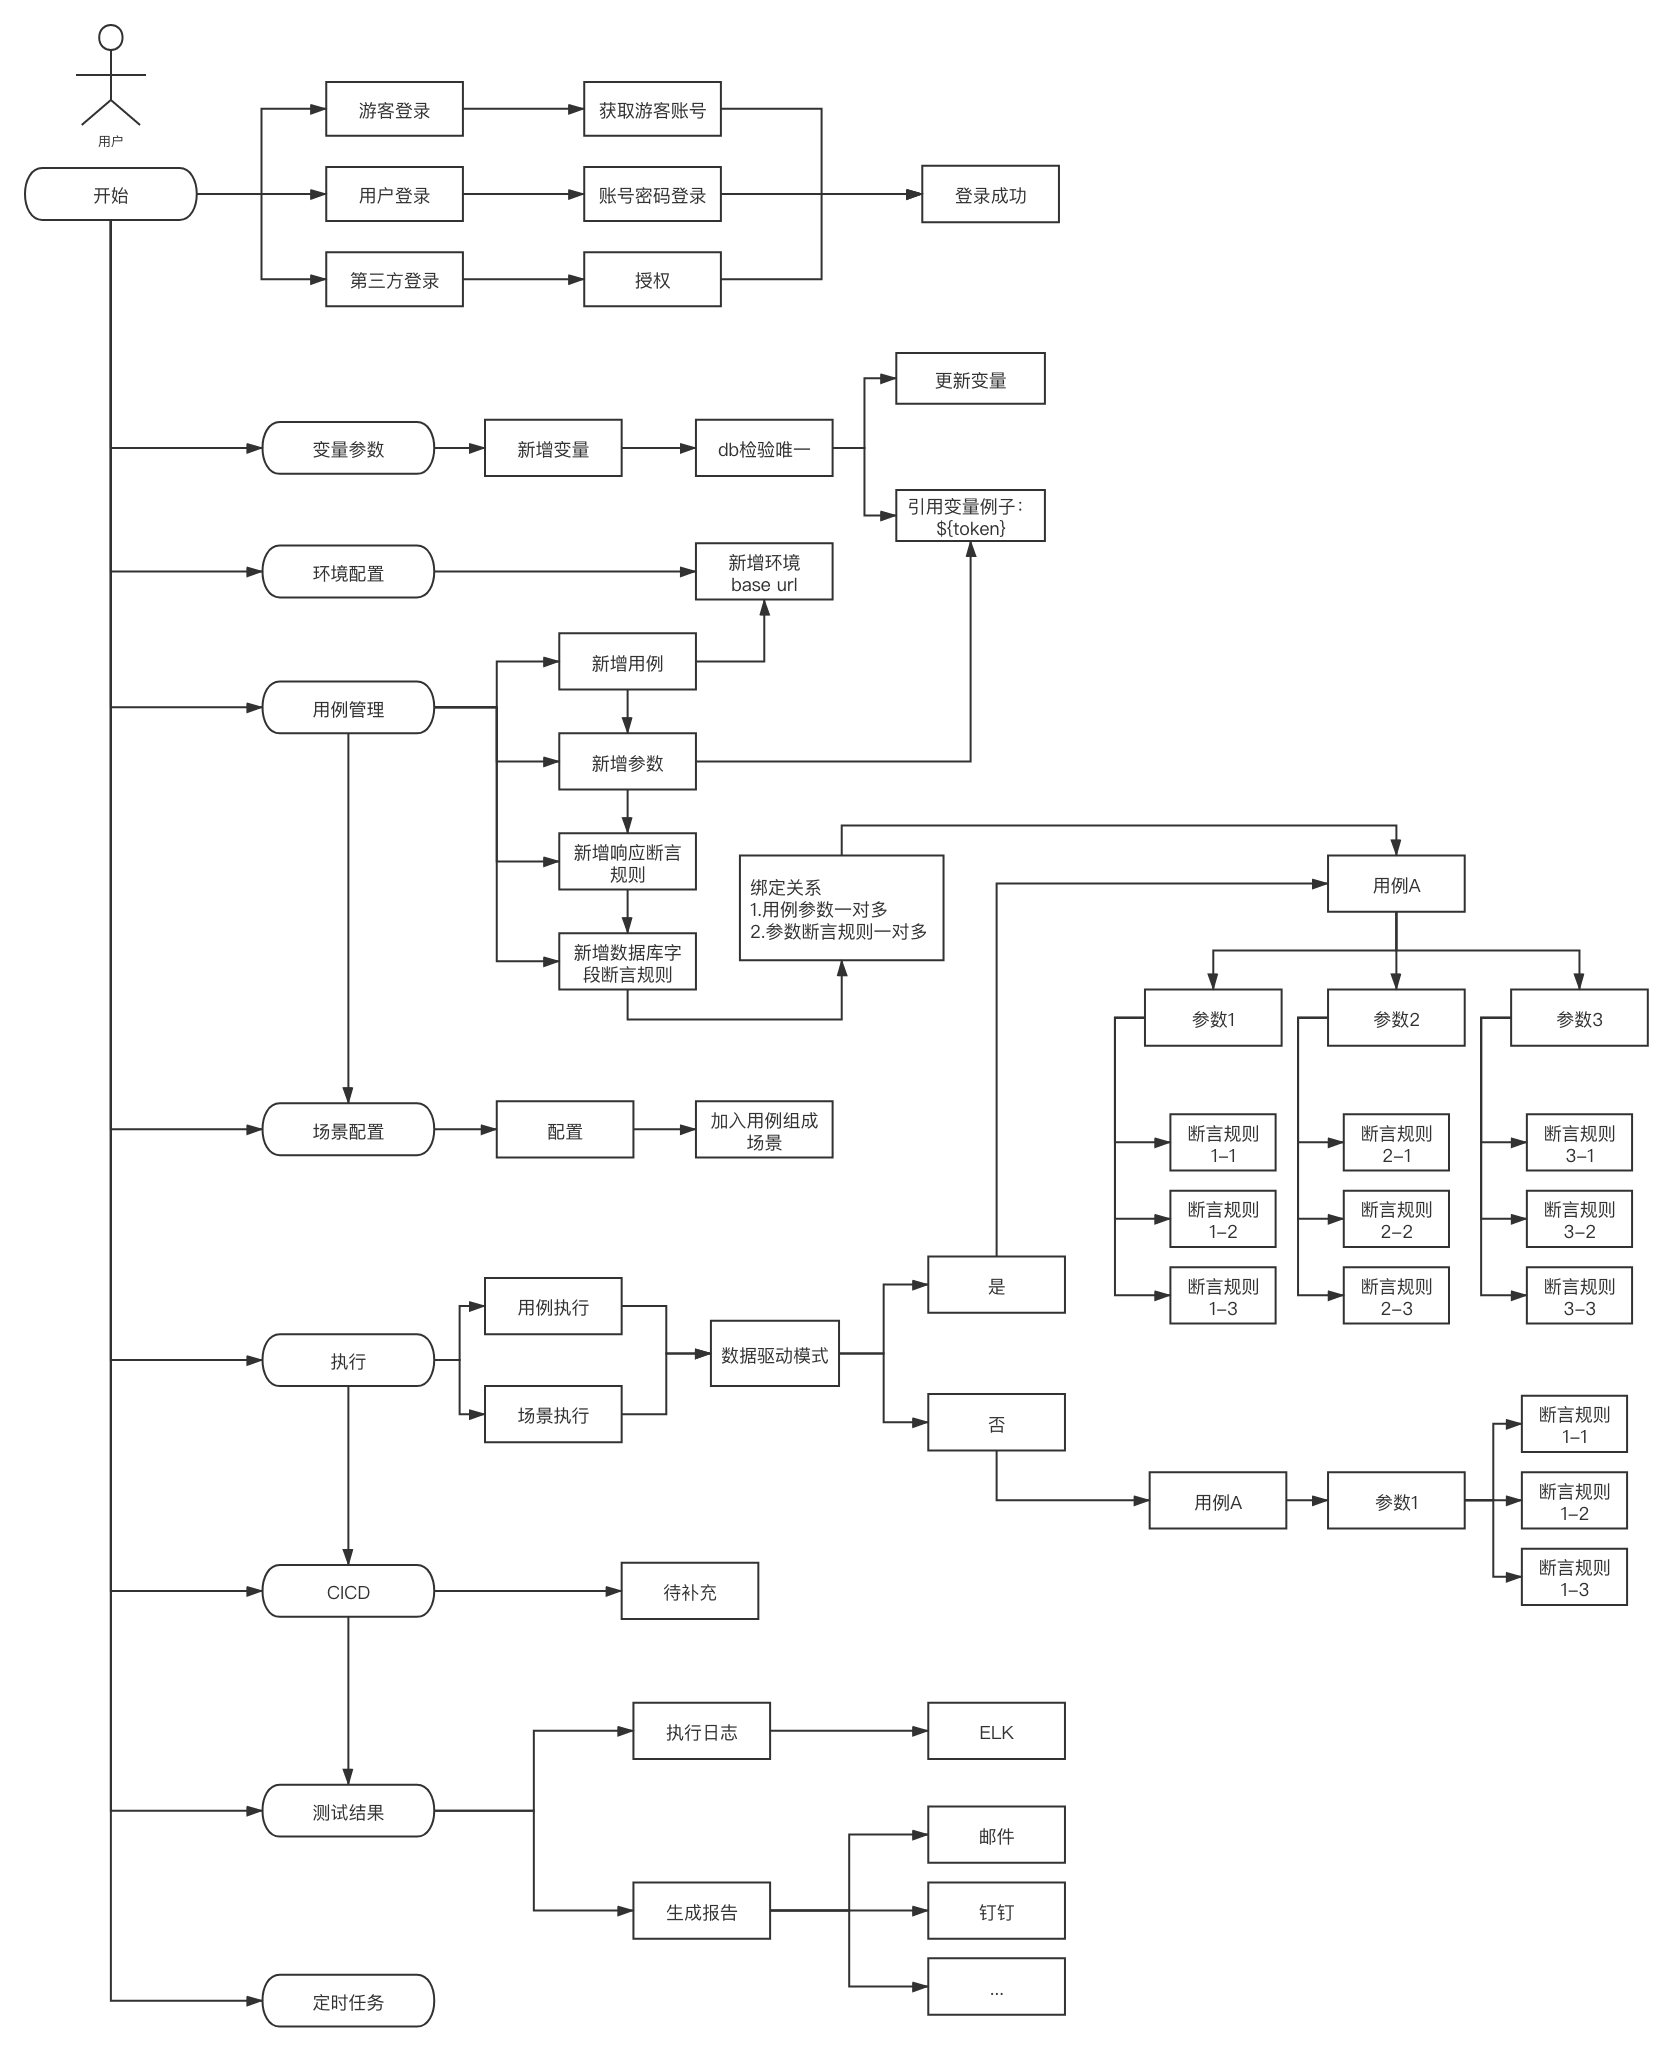 用户
开始
游客登录
获取游客账号
用户登录
账号密码登录
登录成功
第三方登录
授权
更新变量
变量参数
新增变量
db检验唯一
引用变量例子：
${token}
环境配置
新增环境
base url
新增用例
用例管理
新增参数
新增响应断言
规则
新增数据库字
段断言规则
绑定关系
1.用例参数一对多
2.参数断言规则一对多
用例A
参数1
参数2
参数3
断言规则
1–1
断言规则
2–1
断言规则
3–1
断言规则
1–2
断言规则
2–2
断言规则
3–2
断言规则
1–3
断言规则
2–3
断言规则
3–3
场景配置
配置
加入用例组成
场景
执行
用例执行
场景执行
数据驱动模式
是
否
用例A
参数1
断言规则
1–1
断言规则
1–2
断言规则
1–3
CICD
待补充
执行日志
ELK
测试结果
生成报告
邮件
钉钉
...
定时任务